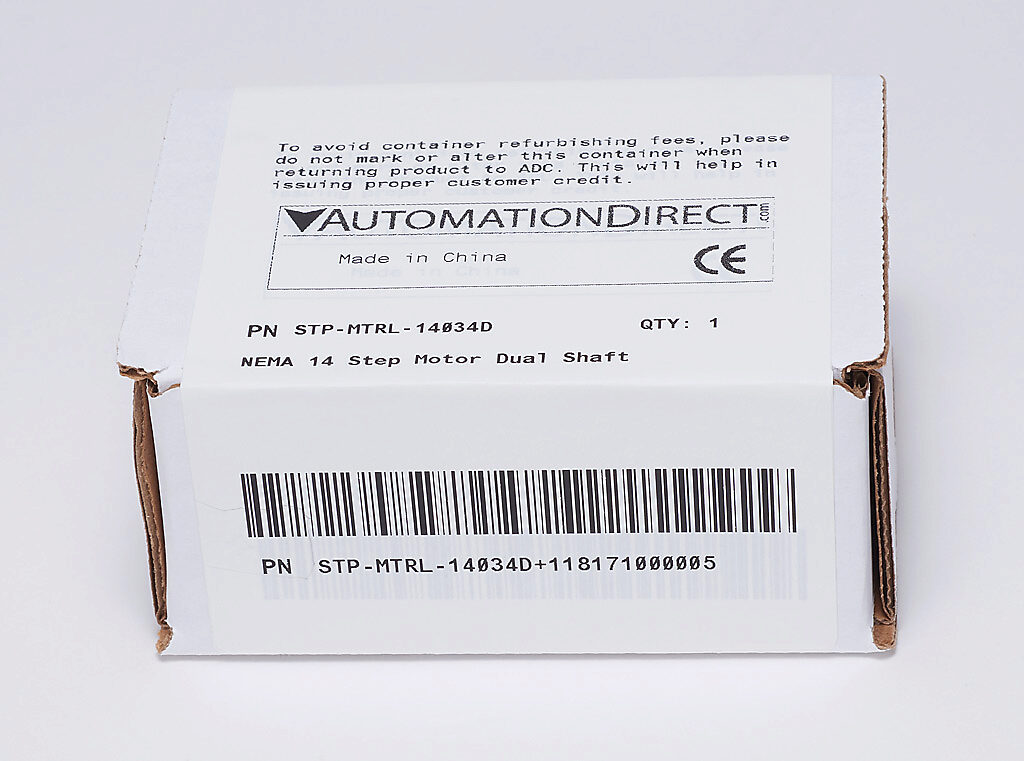 To avoid container refurbishing fees, please
do not mark or alter this container when
returning product to ADC. This will help in
issuing proper customer credit.
AUTOMATIONDIRECT.com
Made in China
CE
PN STP-MTRL-14034D QTY: 1
NEMA 14 Step Motor Dual Shaft
PN STP-MTRL-14034D+118171000005